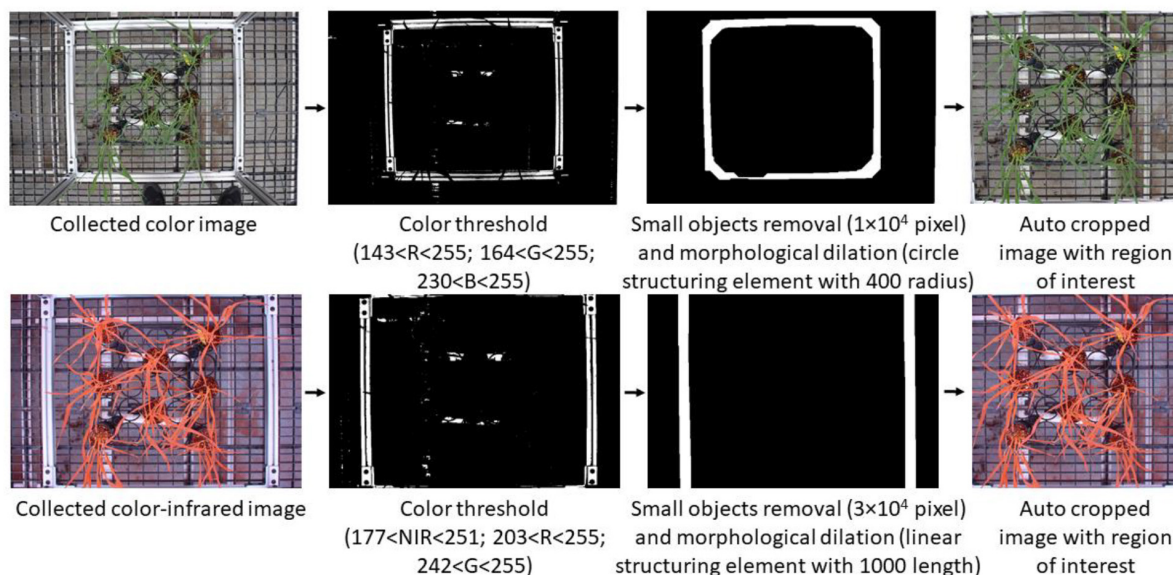 Collected color image
Color threshold
(143<R<255; 164<G<255;
230<B<255)
Small objects removal (1×10⁴ pixel)
and morphological dilation (circle
structuring element with 400 radius)
Auto cropped
image with region
of interest
Collected color-infrared image
Color threshold
(177<NIR<251; 203<R<255;
242<G<255)
Small objects removal (3×10⁴ pixel)
and morphological dilation (linear
structuring element with 1000 length)
Auto cropped
image with region
of interest